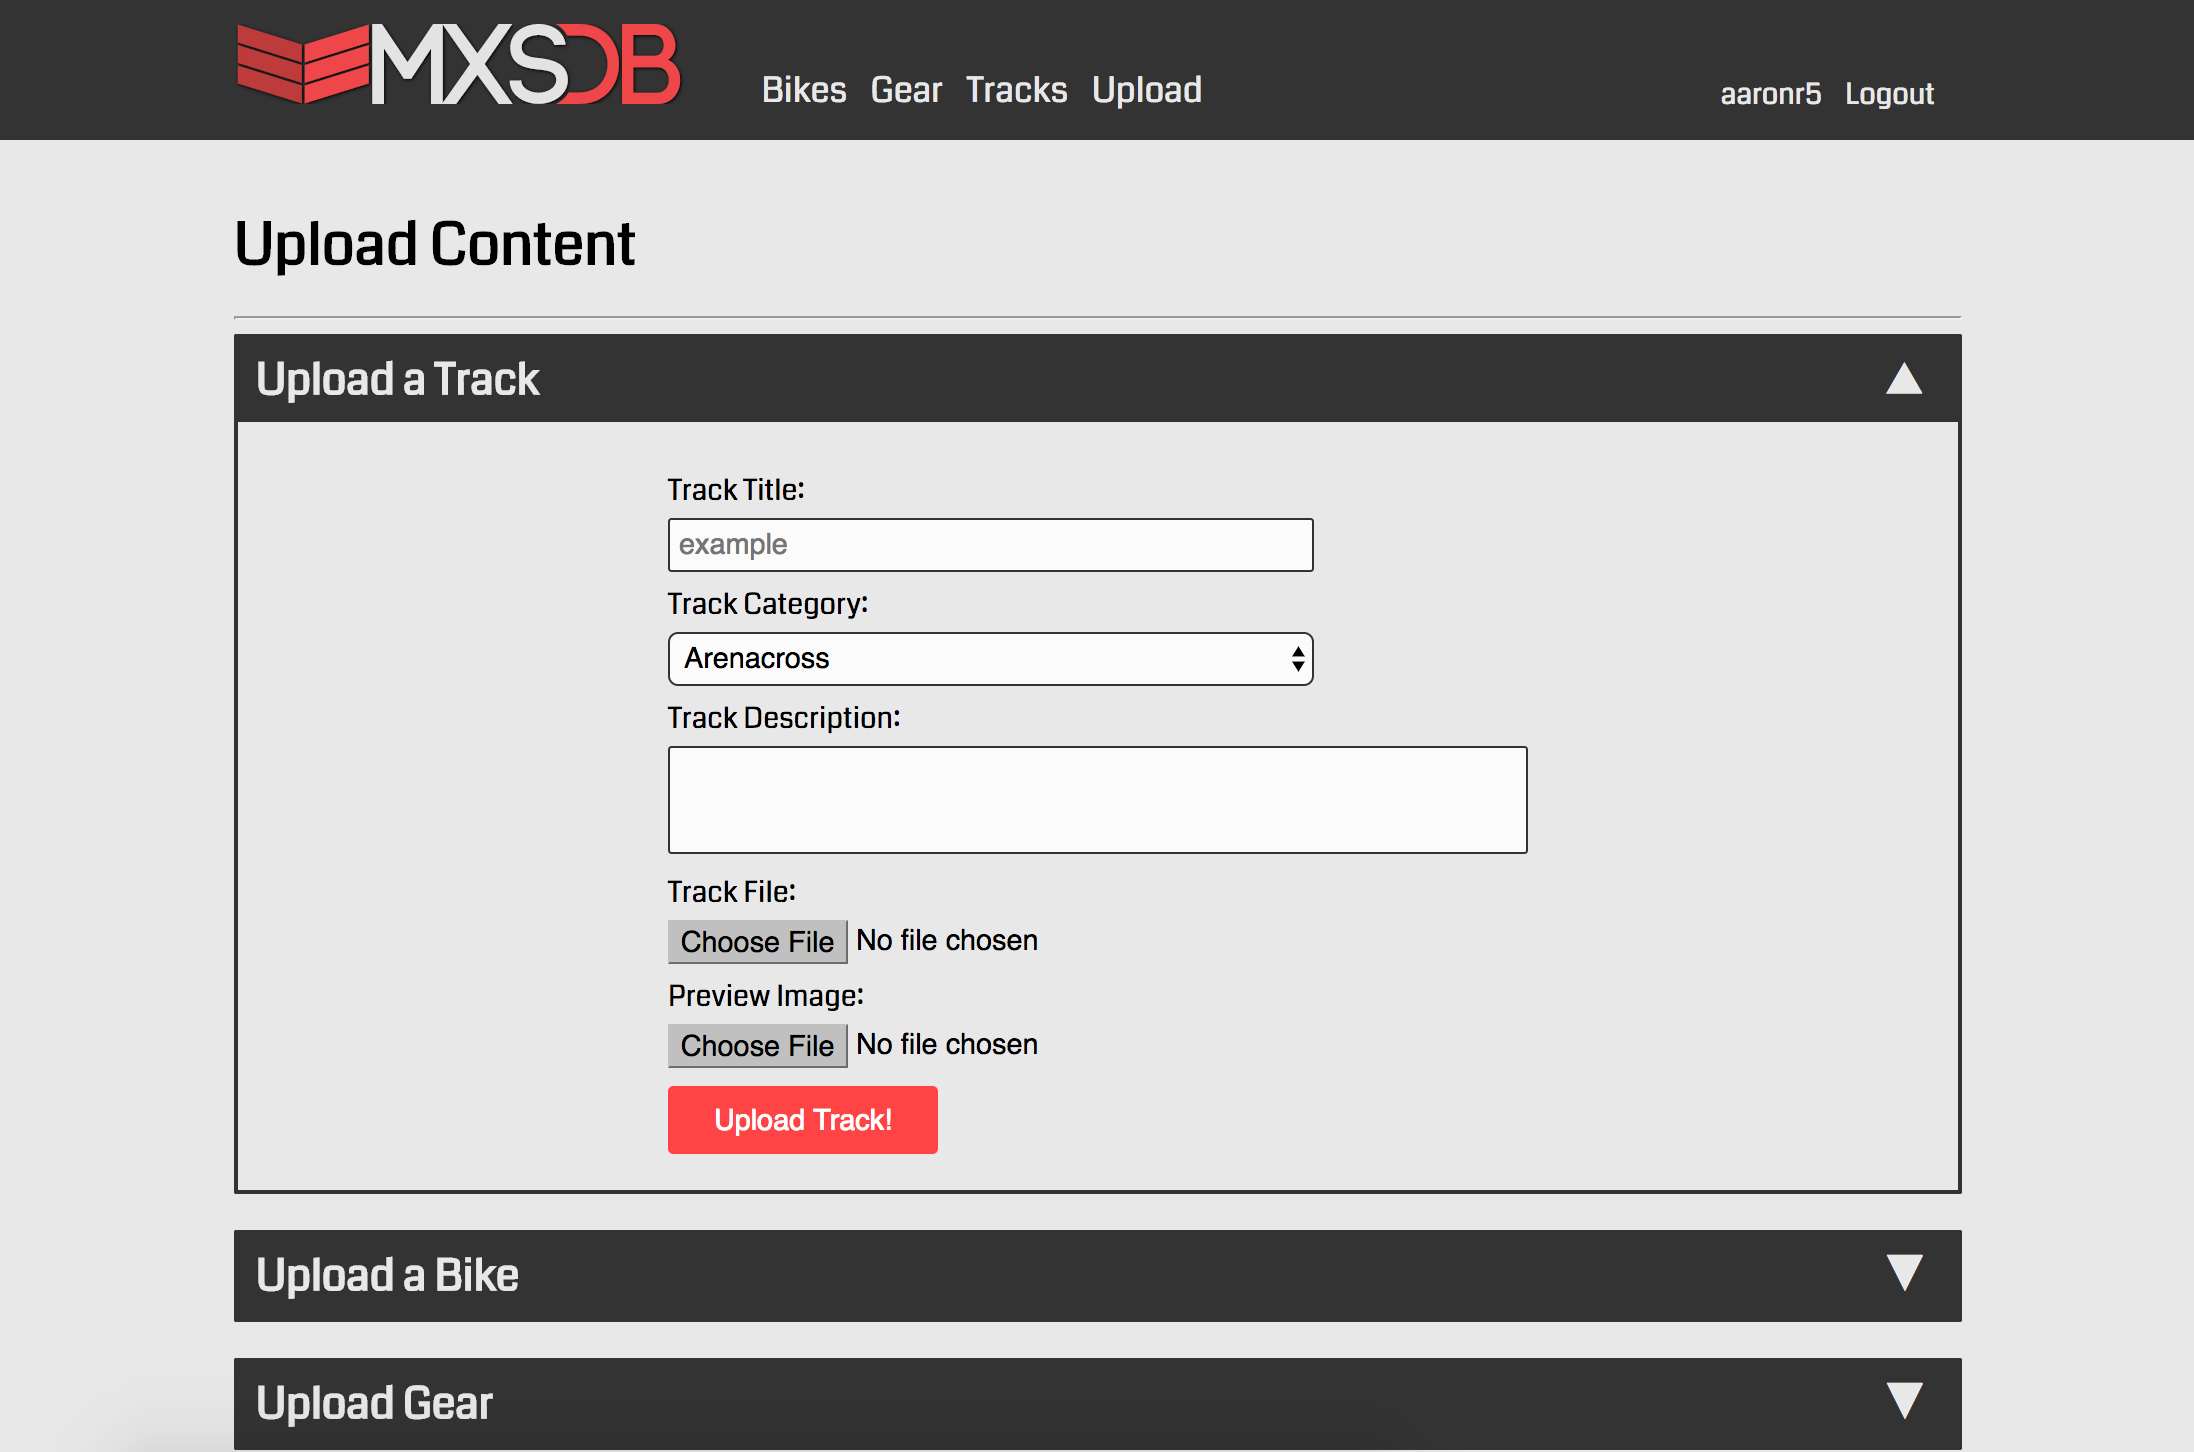 MXSDB
Bikes Gear Tracks Upload
aaronr5 Logout
Upload Content
Upload a Track
Track Title:
example
Track Category:
Arenacross
Track Description:
Track File:
Choose File No file chosen
Preview Image:
Choose File No file chosen
Upload Track!
Upload a Bike
Upload Gear